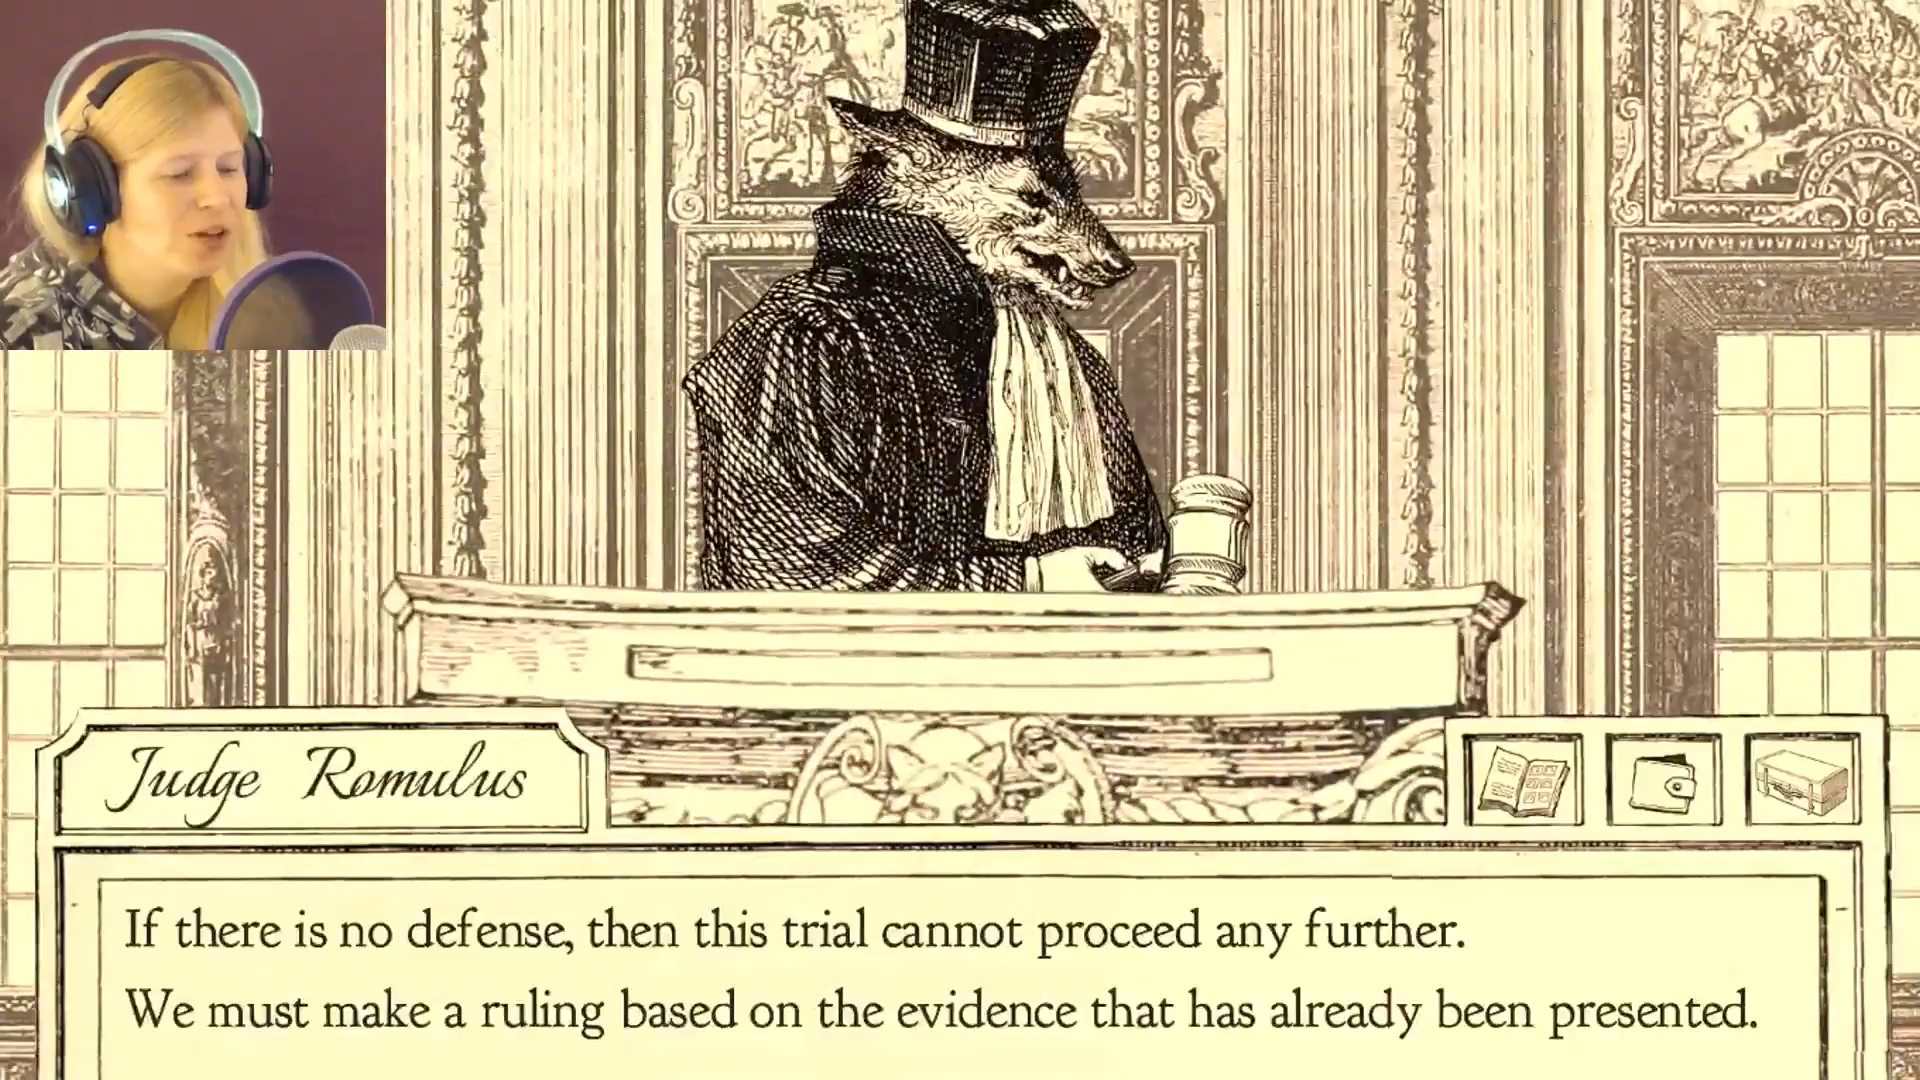 Judge Romulus
If there is no defense, then this trial cannot proceed any further.
We must make a ruling based on the evidence that has already been presented.